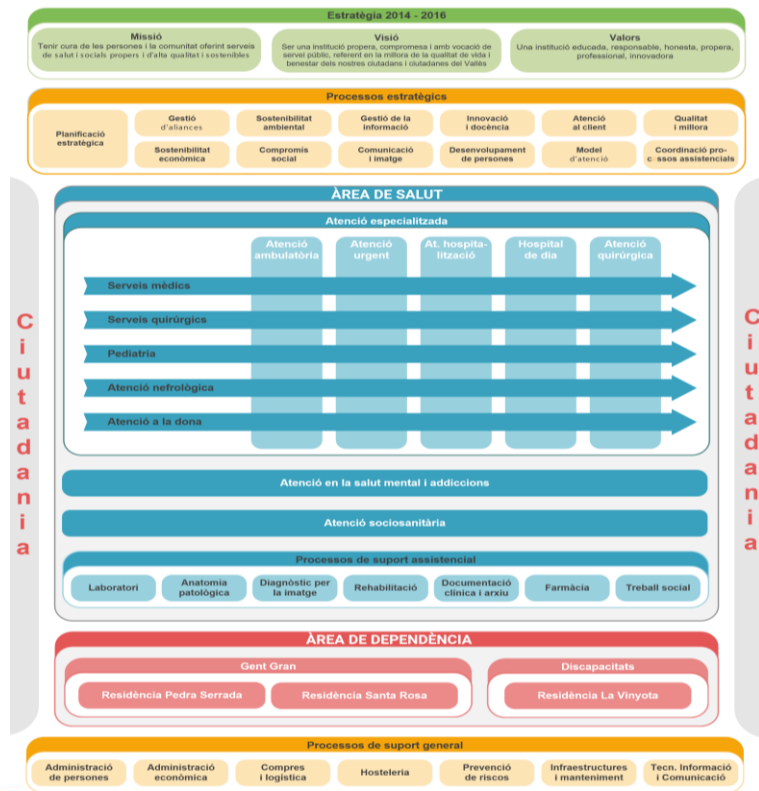 Estratègia 2014 - 2016
Missió
Tenir cura de les persones i la comunitat oferint serveis
de salut i socials propers i d'alta qualitat i sostenibles
Visió
Ser una institució propera, compromesa i amb vocació de
servei públic, referent en la millora de la qualitat de vida i
benestar dels nostres ciutadans i ciutadanes del Vallès
Valors
Una institució educada, responsable, honesta, propera,
professional, innovadora
Processos estratègics
Planificació
estratègica
Gestió
d'aliances
Sostenibilitat
ambiental
Gestió de la
informació
Innovació
i docència
Atenció
al client
Qualitat
i millora
Sostenibilitat
econòmica
Compromís
social
Comunicació
i imatge
Desenvolupament
de persones
Model
d'atenció
Coordinació pro-
cessos assistencials
Ciutadania
ÀREA DE SALUT
Atenció especialitzada
Atenció
ambulatòria
Atenció
urgent
At. hospita-
lització
Hospital
de dia
Atenció
quirúrgica
Serveis mèdics
Serveis quirúrgics
Pediatria
Atenció nefrològica
Atenció a la dona
Atenció en la salut mental i addiccions
Atenció sociosanitària
Processos de suport assistencial
Laboratori
Anatomia
patològica
Diagnòstic per
la imatge
Rehabilitació
Documentació
clínica i arxiu
Farmàcia
Treball social
ÀREA DE DEPENDÈNCIA
Gent Gran
Residència Pedra Serrada
Residència Santa Rosa
Discapacitats
Residència La Vinyota
Ciutadania
Processos de suport general
Administració
de persones
Administració
econòmica
Compres
i logística
Hosteleria
Prevenció
de riscos
Infraestructures
i manteniment
Tecn. Informació
i Comunicació